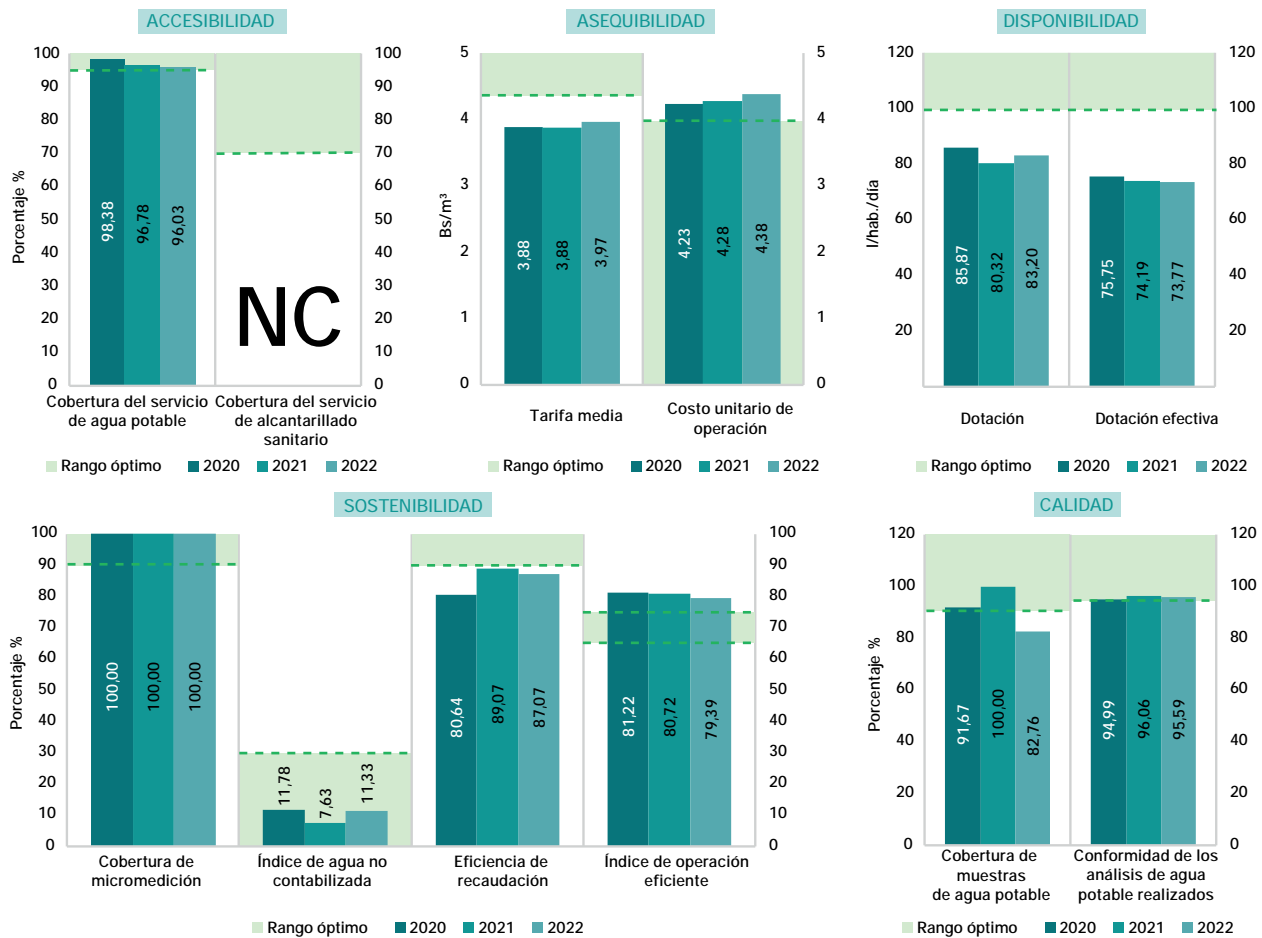 ACCESIBILIDAD
100
90
80
70
60
50
40
30
20
10
0
Porcentaje %
98,38
96,78
96,03
NC
100
90
80
70
60
50
40
30
20
10
0
Cobertura del servicio
de agua potable
Cobertura del servicio
de alcantarillado
sanitario
Rango óptimo 2020 2021 2022
ASEQUIBILIDAD
5
4
3
2
1
0
Bs/m³
3,88
3,88
3,97
4,23
4,28
4,38
5
4
3
2
1
0
Tarifa media
Costo unitario de
operación
Rango óptimo 2020 2021 2022
DISPONIBILIDAD
120
100
80
60
40
20
l/hab./día
85,87
80,32
83,20
75,75
74,19
73,77
120
100
80
60
40
20
Dotación
Dotación efectiva
Rango óptimo 2020 2021 2022
SOSTENIBILIDAD
100
90
80
70
60
50
40
30
20
10
0
Porcentaje %
100,00
100,00
100,00
11,78
7,63
11,33
80,64
89,07
87,07
81,22
80,72
79,39
100
90
80
70
60
50
40
30
20
10
0
Cobertura de
micromedición
Índice de agua no
contabilizada
Eficiencia de
recaudación
Índice de operación
eficiente
Rango óptimo 2020 2021 2022
CALIDAD
120
100
80
60
40
20
0
Porcentaje %
91,67
100,00
82,76
94,99
96,06
95,59
120
100
80
60
40
20
0
Cobertura de
muestras
de agua potable
Conformidad de los
análisis de agua
potable realizados
Rango óptimo 2020 2021 2022